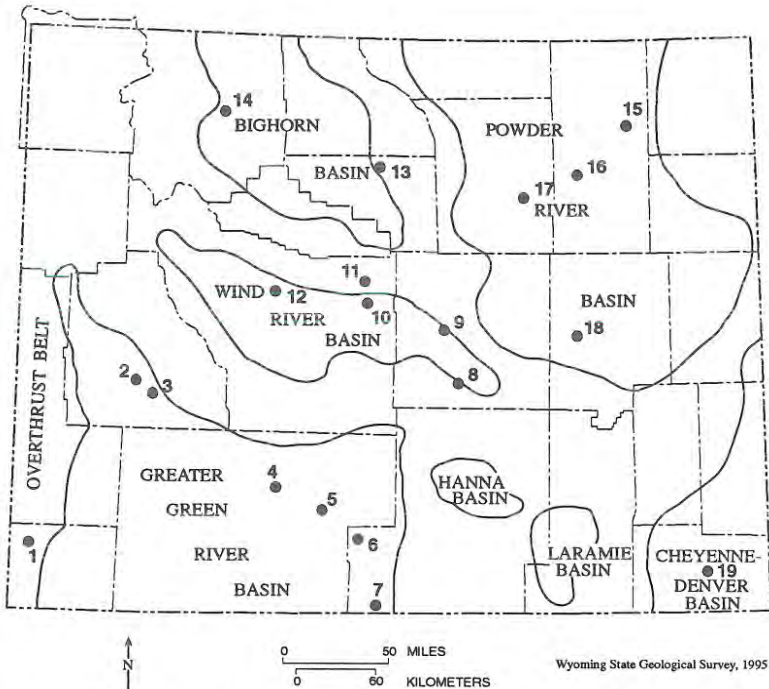 14
BIGHORN
POWDER
15
BASIN
13
16
17
RIVER
11
WIND
12
RIVER
10
BASIN
9
BASIN
18
OVERTHRUST BELT
2
3
8
GREATER
4
GREEN
5
HANNA
BASIN
1
RIVER
6
LARAMIE
BASIN
CHEYENNE-
19
DENVER
BASIN
BASIN
7
N
0 50 MILES
0 60
KILOMETERS
Wyoming State Geological Survey, 1995